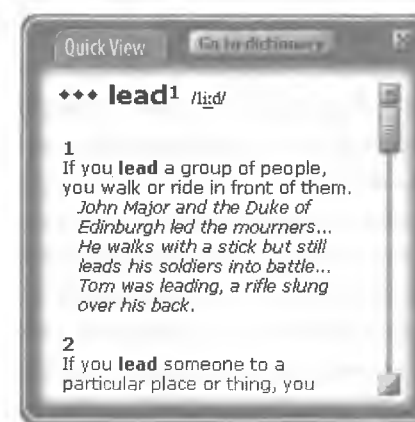 Quick View Go to dictionary
◆◆◆ lead¹ /li:d/
1
If you lead a group of people,
you walk or ride in front of them.
John Major and the Duke of
Edinburgh led the mourners...
He walks with a stick but still
leads his soldiers into battle...
Tom was leading, a rifle slung
over his back.
2
If you lead someone to a
particular place or thing, you